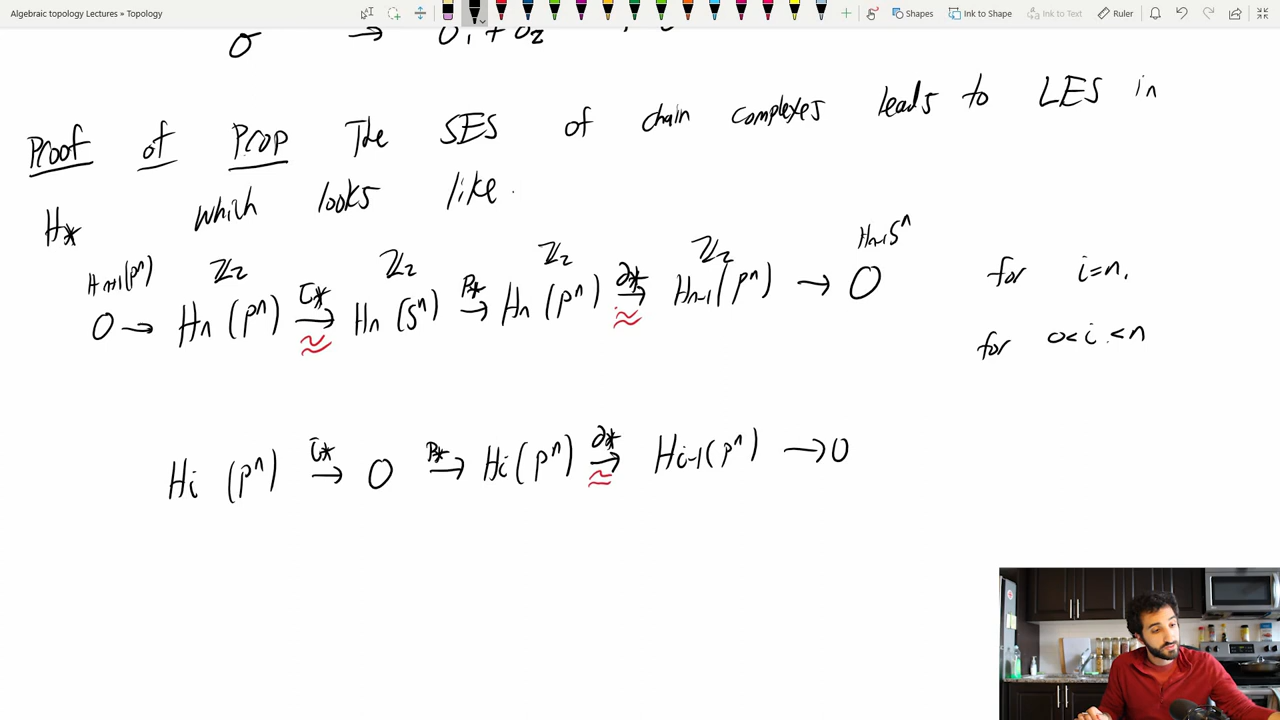 Algebraic topology Lectures » Topology
Shapes Ink to Shape Ink to Text Ruler
σ → σ₁ + σ₂
Proof of Prop The SES of chain complexes leads to LES in
H* which looks like.
Hn+1(Pⁿ) ℤ₂ ℤ₂ ℤ₂ ℤ₂ Hn-1Sⁿ
0 → Hn (Pⁿ) τ* → ≈ Hn (Sⁿ) P* → Hn (Pⁿ) ∂* → ≈ Hn-1(Pⁿ) → 0 for i=n.
for 0<i<n
Hi (Pⁿ) τ* → 0 P* → Hi (Pⁿ) ∂* → ≈ Hi-1(Pⁿ) → 0